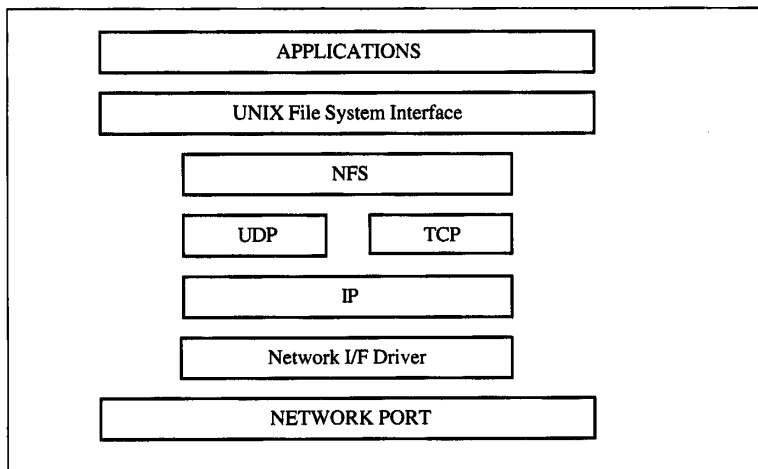 APPLICATIONS
UNIX File System Interface
NFS
UDP TCP
IP
Network I/F Driver
NETWORK PORT